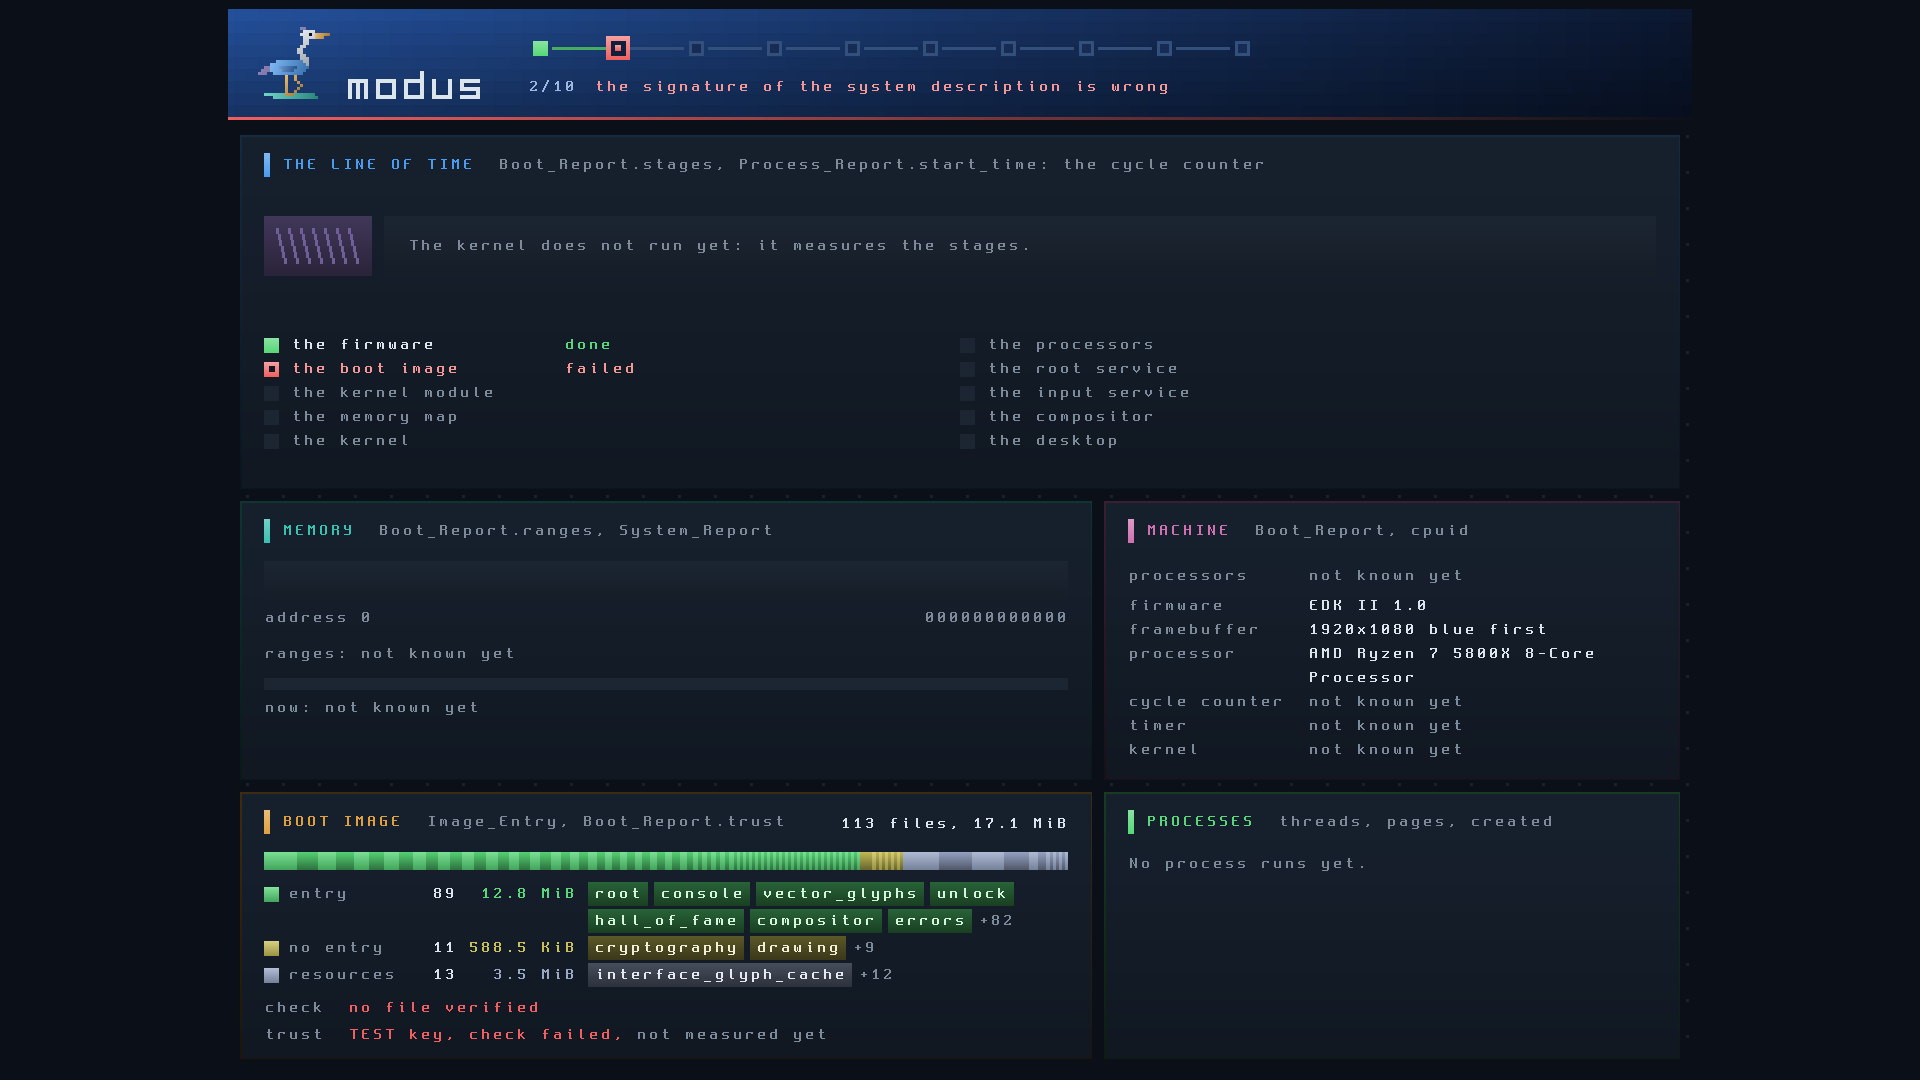 modus
2/10 the signature of the system description is wrong
THE LINE OF TIME Boot_Report.stages, Process_Report.start_time: the cycle counter
The kernel does not run yet: it measures the stages.
the firmware done
the boot image failed
the kernel module
the memory map
the kernel
the processors
the root service
the input service
the compositor
the desktop
MEMORY Boot_Report.ranges, System_Report
address 0 000000000000
ranges: not known yet
now: not known yet
MACHINE Boot_Report, cpuid
processors not known yet
firmware EDK II 1.0
framebuffer 1920x1080 blue first
processor AMD Ryzen 7 5800X 8-Core
Processor
cycle counter not known yet
timer not known yet
kernel not known yet
BOOT IMAGE Image_Entry, Boot_Report.trust 113 files, 17.1 MiB
entry 89 12.8 MiB root console vector_glyphs unlock
hall_of_fame compositor errors +82
no entry 11 588.5 KiB cryptography drawing +9
resources 13 3.5 MiB interface_glyph_cache +12
check no file verified
trust TEST key, check failed, not measured yet
PROCESSES threads, pages, created
No process runs yet.